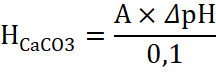 H_CaCO3 = (A × ΔpH) / 0,1